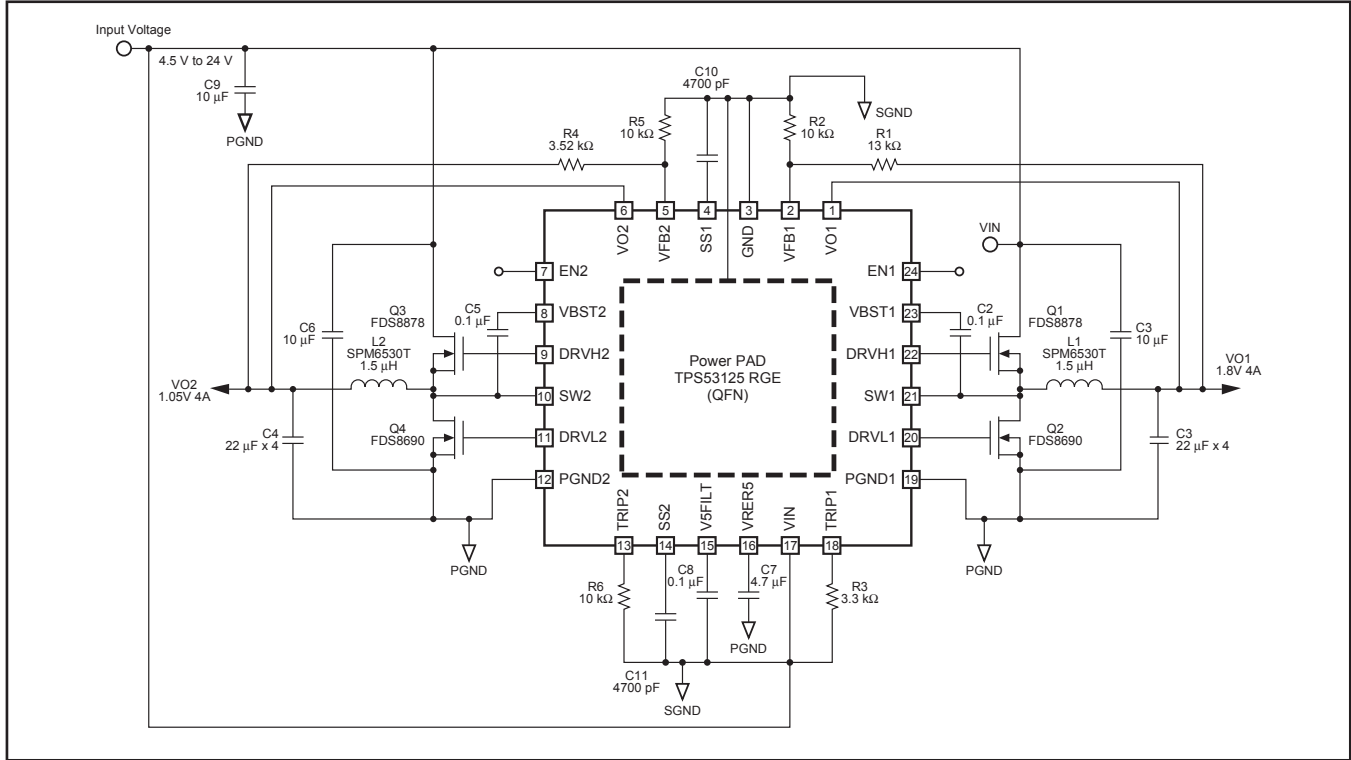 Input Voltage
4.5 V to 24 V
C9
10 μF
PGND
C10
4700 pF
SGND
R5
10 kΩ
R2
10 kΩ
R4
3.52 kΩ
R1
13 kΩ
6
5
4
3
2
1
VO2
VFB2
SS1
GND
VFB1
VO1
VIN
7
EN2
EN1
24
8
VBST2
VBST1
23
9
DRVH2
DRVH1
22
10
SW2
SW1
21
11
DRVL2
DRVL1
20
12
PGND2
PGND1
19
Power PAD
TPS53125 RGE
(QFN)
Q3
FDS8878
C5
0.1 μF
C6
10 μF
L2
SPM6530T
1.5 μH
VO2
1.05V 4A
C4
22 μF x 4
Q4
FDS8690
PGND
C2
0.1 μF
Q1
FDS8878
L1
SPM6530T
1.5 μH
C3
10 μF
VO1
1.8V 4A
Q2
FDS8690
C3
22 μF x 4
PGND
TRIP2
SS2
V5FILT
VRER5
VIN
TRIP1
13
14
15
16
17
18
R6
10 kΩ
C8
0.1 μF
C7
4.7 μF
R3
3.3 kΩ
PGND
C11
4700 pF
SGND